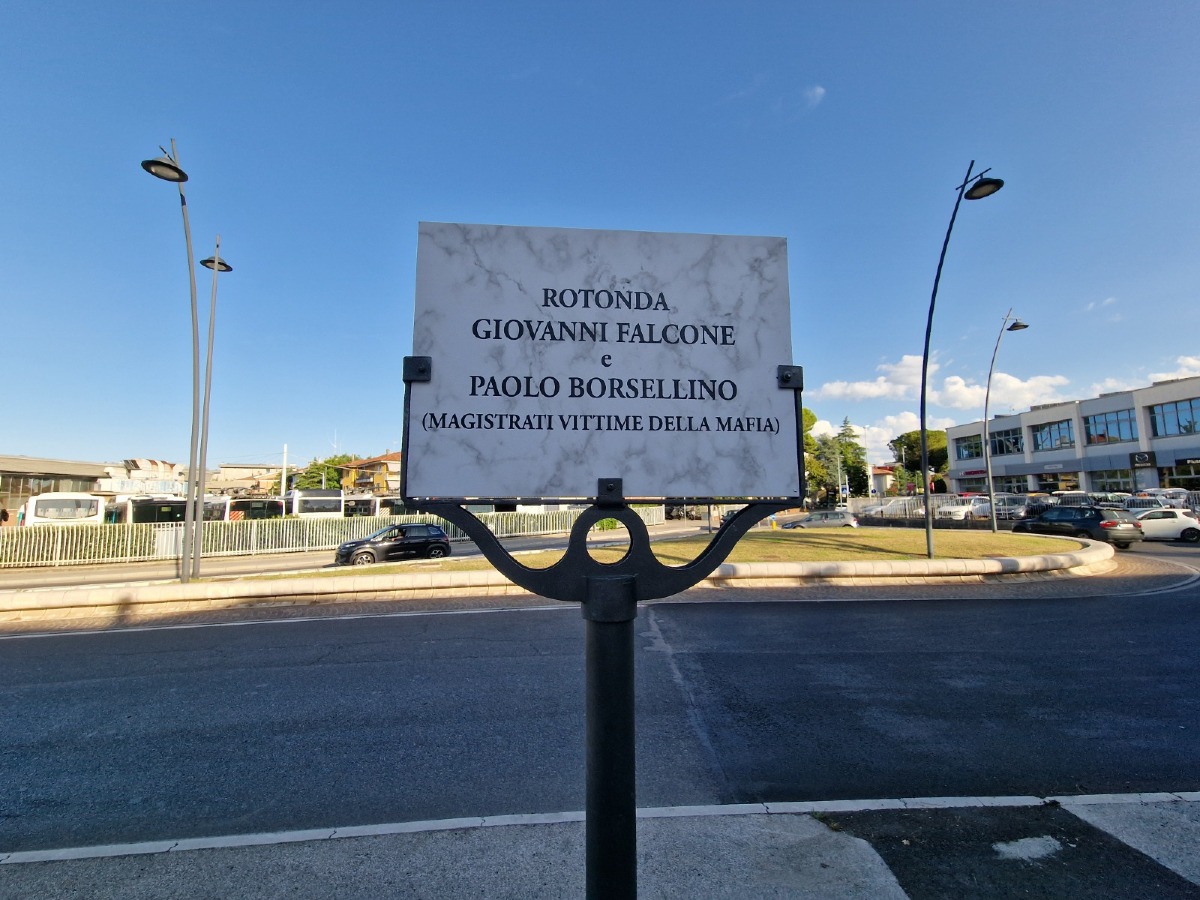 ROTONDA
GIOVANNI FALCONE
e
PAOLO BORSELLINO
(MAGISTRATI VITTIME DELLA MAFIA)